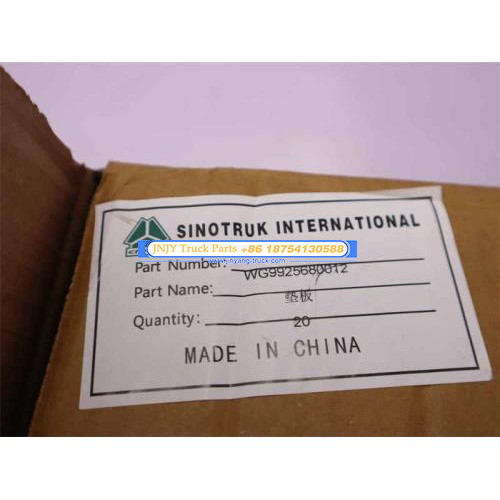 SINOTRUK INTERNATIONAL
JNJY Truck Parts +86 18754130588
www.jinyang-truck.com
Part Number: WG9925680012
Part Name: 垫板
Quantity: 20
MADE IN CHINA